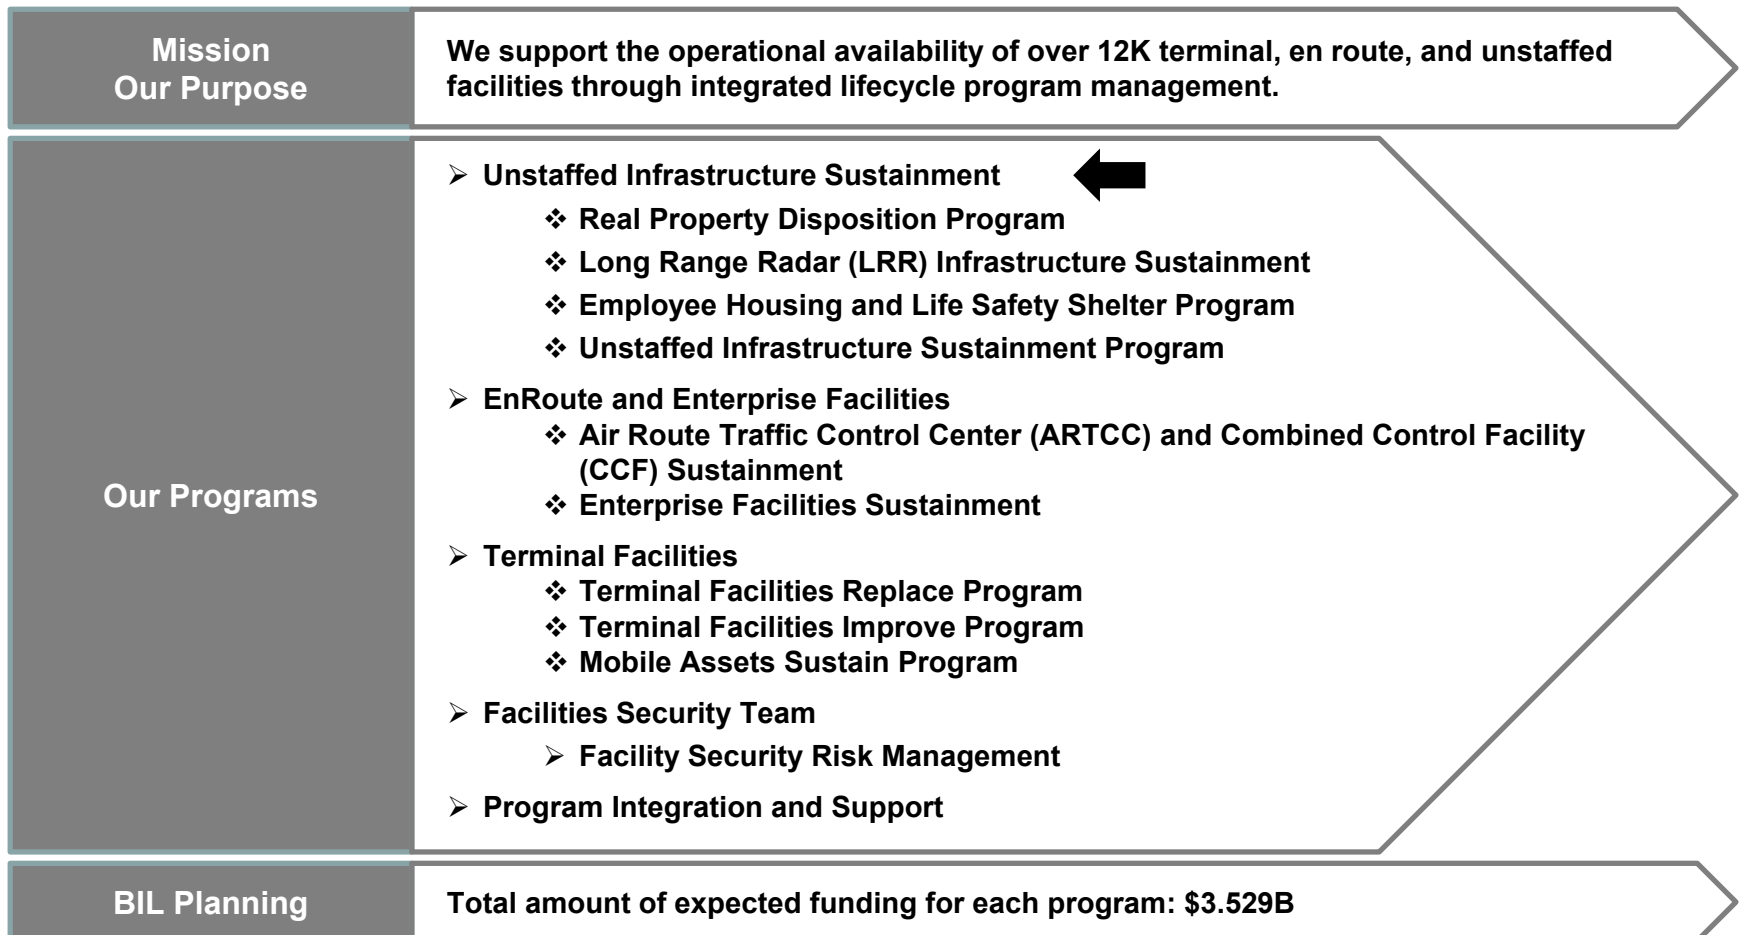 Mission
Our Purpose
We support the operational availability of over 12K terminal, en route, and unstaffed
facilities through integrated lifecycle program management.
Our Programs
➢ Unstaffed Infrastructure Sustainment
❖ Real Property Disposition Program
❖ Long Range Radar (LRR) Infrastructure Sustainment
❖ Employee Housing and Life Safety Shelter Program
❖ Unstaffed Infrastructure Sustainment Program
➢ EnRoute and Enterprise Facilities
❖ Air Route Traffic Control Center (ARTCC) and Combined Control Facility
(CCF) Sustainment
❖ Enterprise Facilities Sustainment
➢ Terminal Facilities
❖ Terminal Facilities Replace Program
❖ Terminal Facilities Improve Program
❖ Mobile Assets Sustain Program
➢ Facilities Security Team
➢ Facility Security Risk Management
➢ Program Integration and Support
BIL Planning
Total amount of expected funding for each program: $3.529B